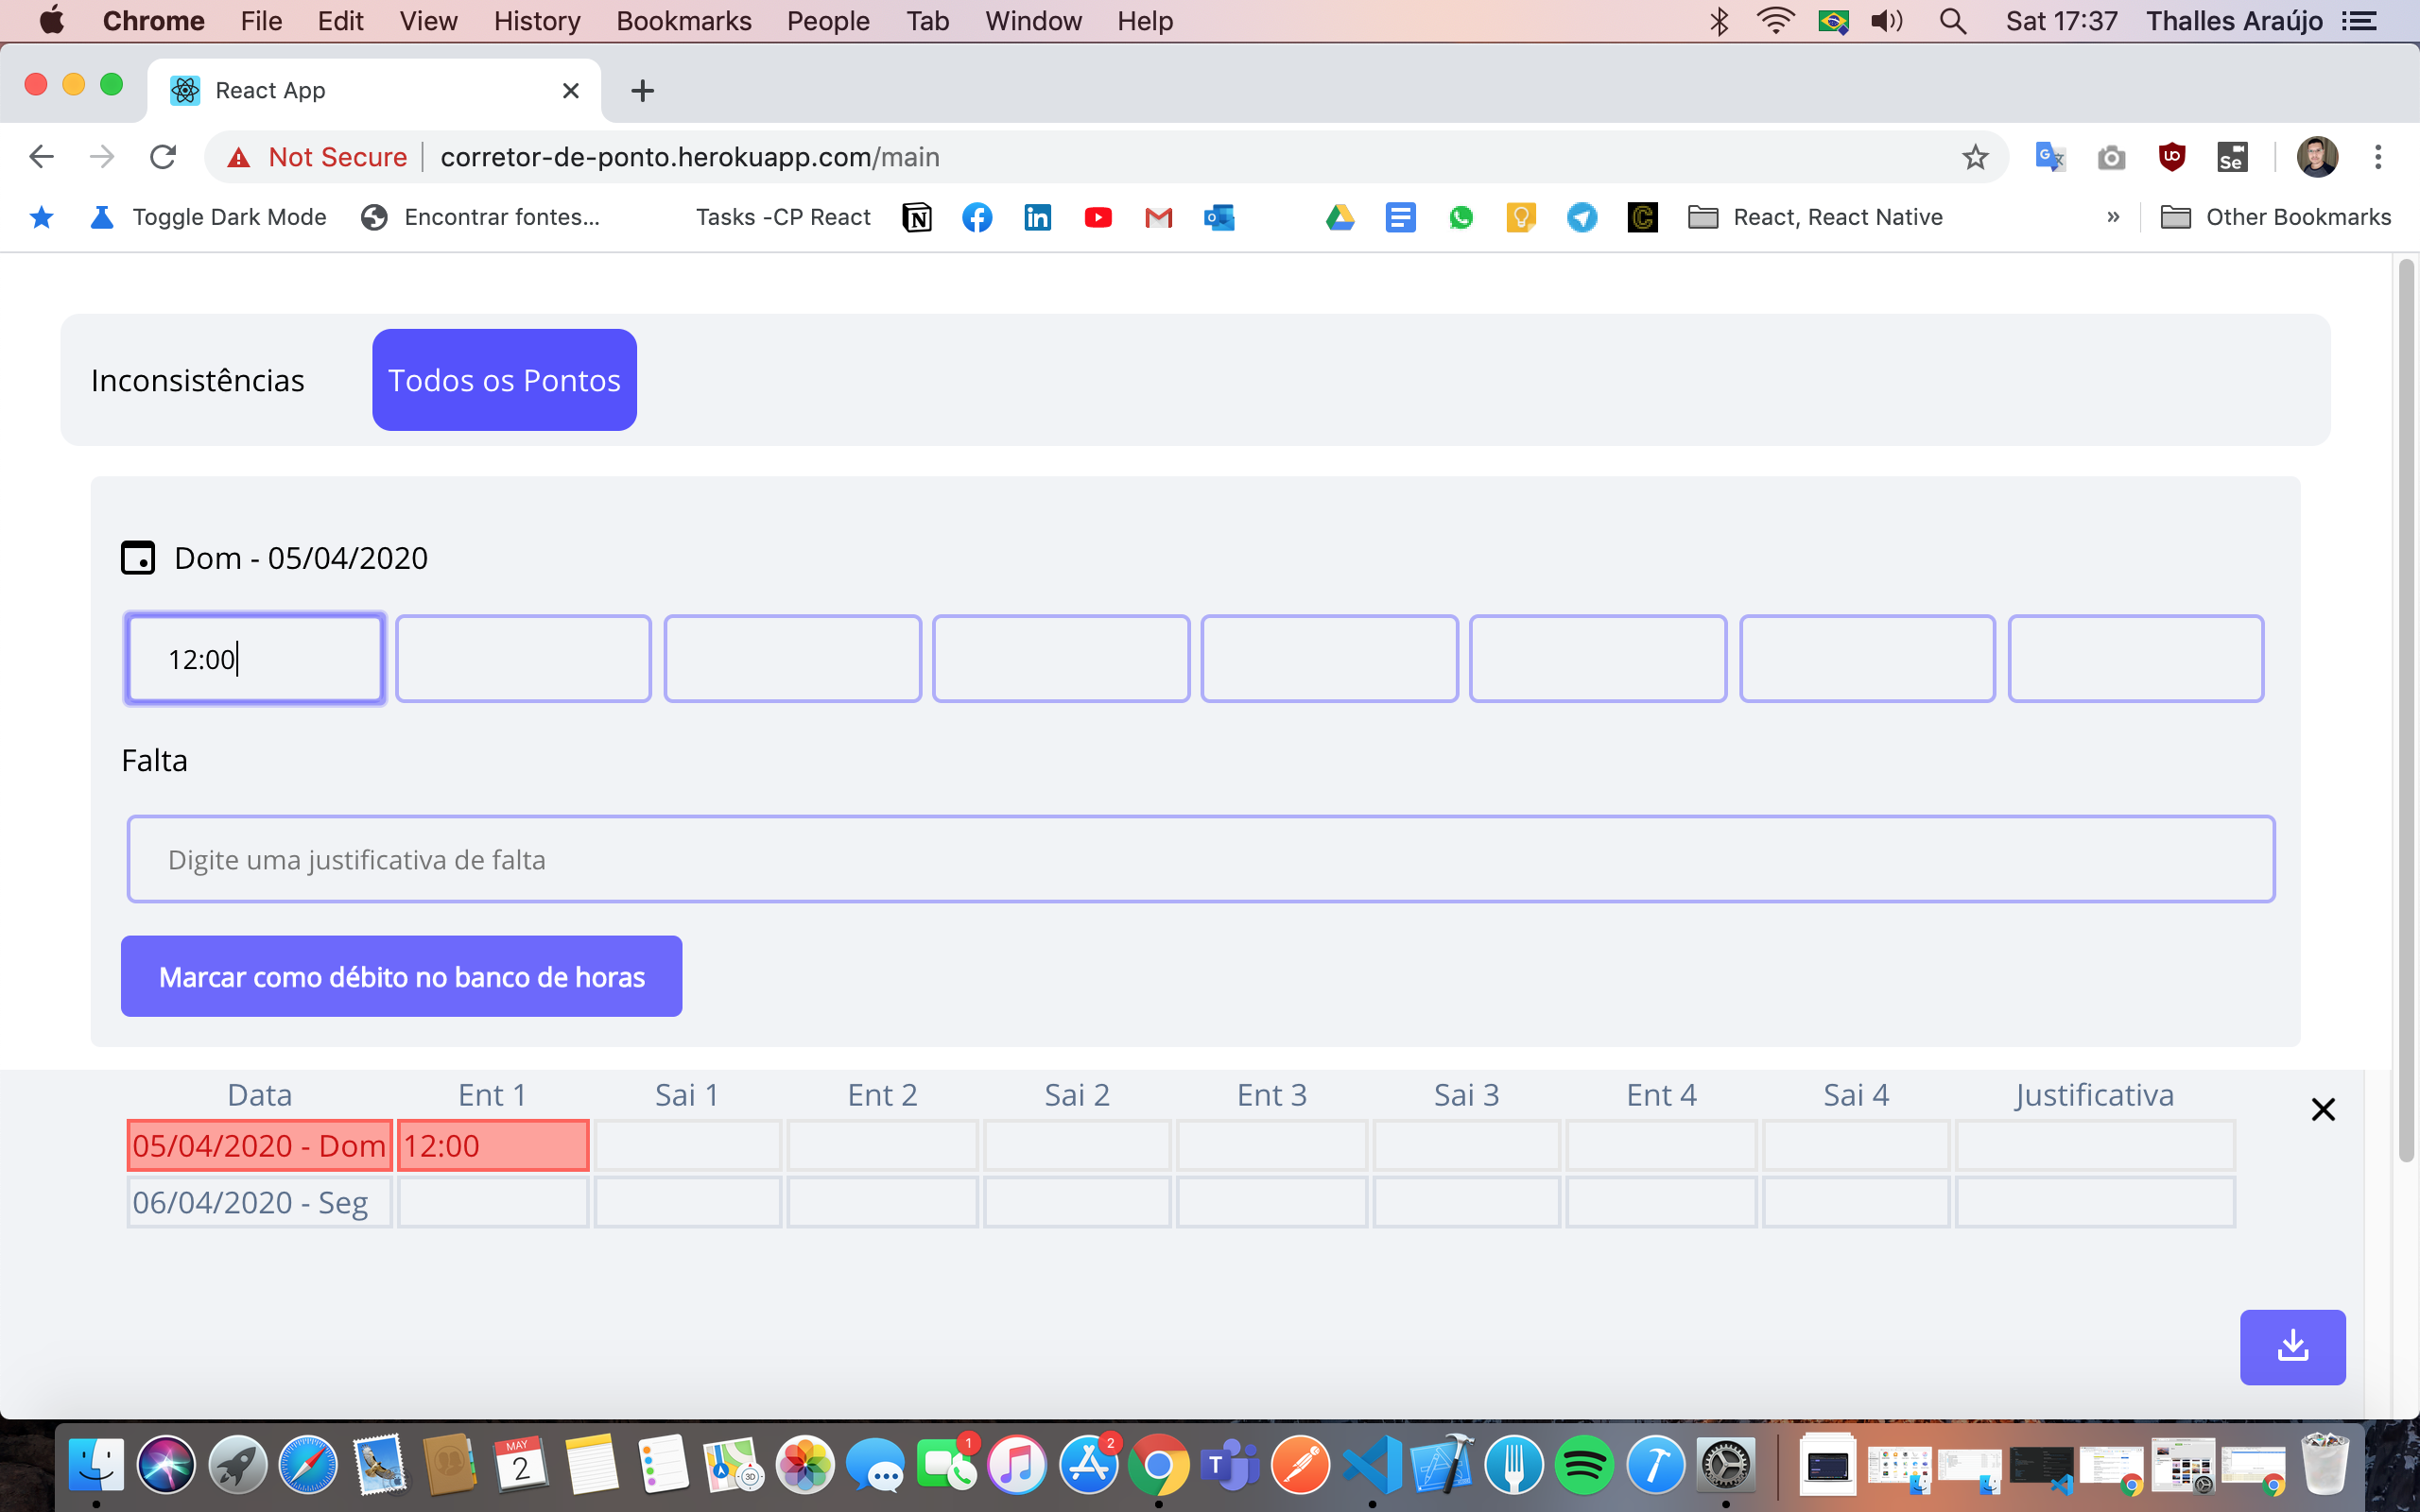 Chrome File Edit View History Bookmarks People Tab Window Help Sat 17:37 Thalles Araújo
React App
Not Secure corretor-de-ponto.herokuapp.com/main
Toggle Dark Mode Encontrar fontes... Tasks -CP React React, React Native » Other Bookmarks
Inconsistências Todos os Pontos
Dom - 05/04/2020
12:00
Falta
Digite uma justificativa de falta
Marcar como débito no banco de horas
Data Ent 1 Sai 1 Ent 2 Sai 2 Ent 3 Sai 3 Ent 4 Sai 4 Justificativa
05/04/2020 - Dom 12:00
06/04/2020 - Seg
MAY 2 3D 1 2 T